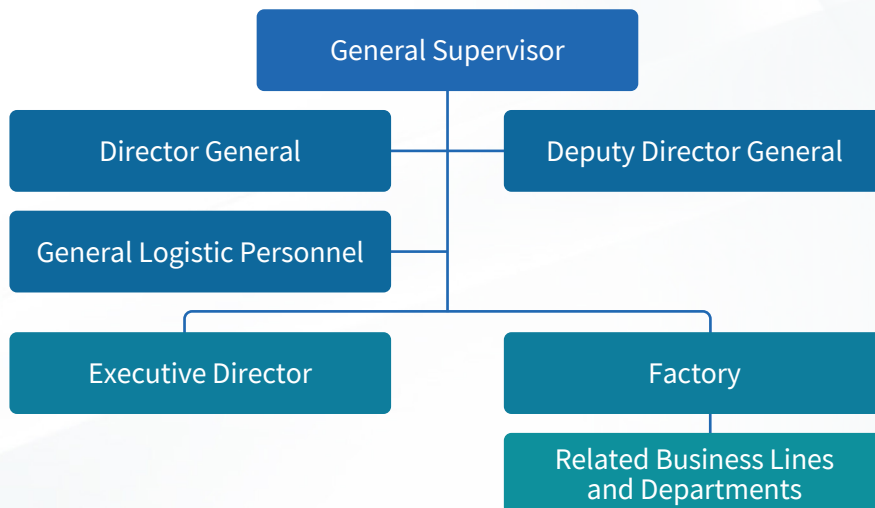 General Supervisor
Director General
Deputy Director General
General Logistic Personnel
Executive Director
Factory
Related Business Lines
and Departments